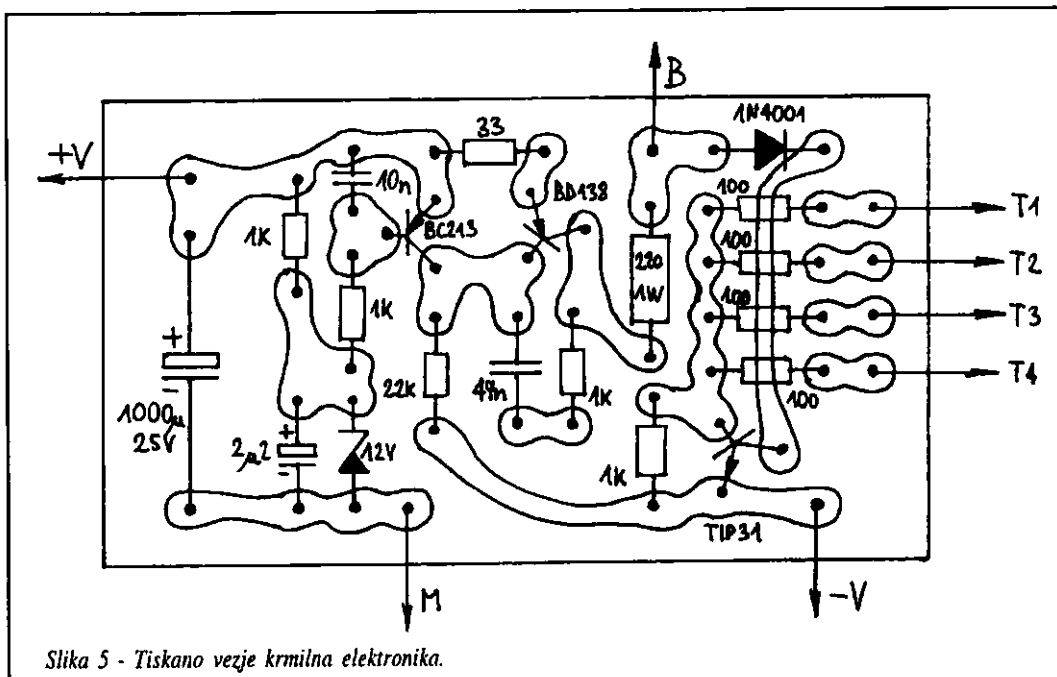 B
1N4001
33
+V
10n
BD138
100
T1
1K
BC213
100
T2
220
1W
1K
100
T3
22K
47n
1K
100
T4
+
-
1000µ
25V
+
2µ2
-
12V
1K
TIP31
M
-V
Slika 5 - Tiskano vezje krmilna elektronika.